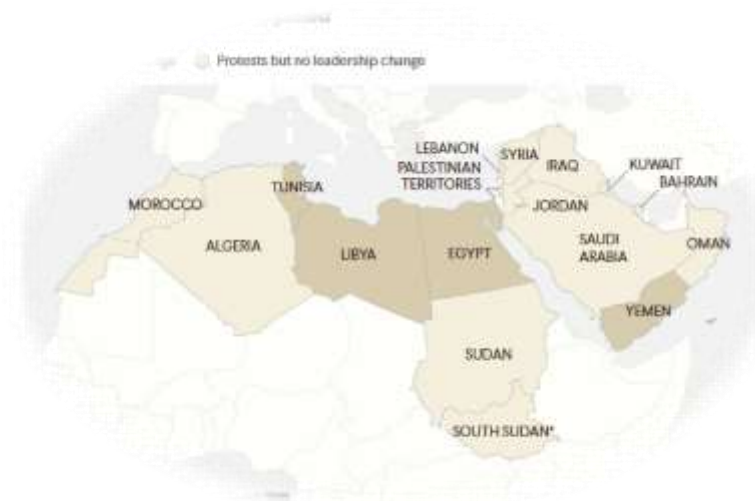 Protests but no leadership change
LEBANON
SYRIA
PALESTINIAN
TERRITORIES
IRAQ
KUWAIT
BAHRAIN
TUNISIA
MOROCCO
JORDAN
ALGERIA
LIBYA
EGYPT
SAUDI
ARABIA
OMAN
YEMEN
SUDAN
SOUTH SUDAN*